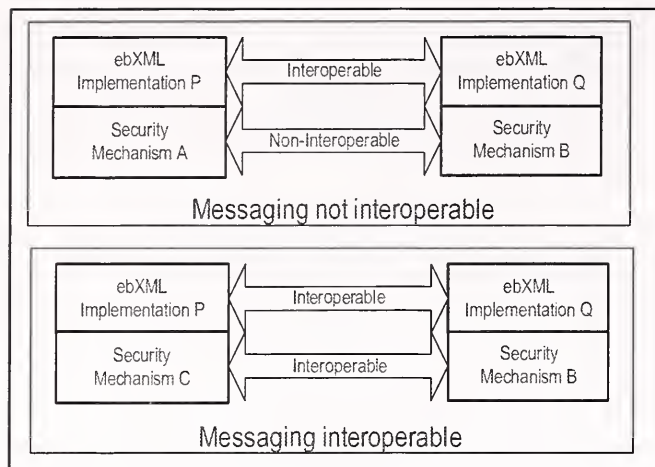 ebXML
Implementation P
Interoperable
ebXML
Implementation Q
Security
Mechanism A
Non-Interoperable
Security
Mechanism B
Messaging not interoperable
ebXML
Implementation P
Interoperable
ebXML
Implementation Q
Security
Mechanism C
Interoperable
Security
Mechanism B
Messaging interoperable